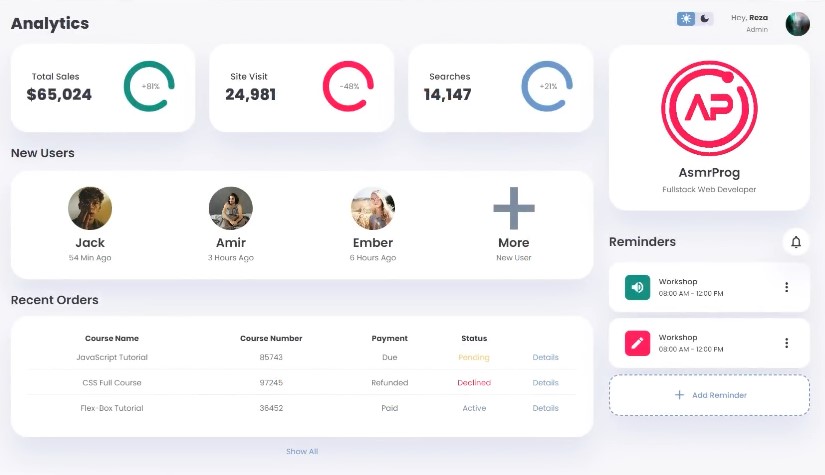 Analytics
Hey, Reza
Admin
Total Sales
$65,024
+81%
Site Visit
24,981
-48%
Searches
14,147
+21%
AP
AsmrProg
Fullstack Web Developer
New Users
Jack
54 Min Ago
Amir
3 Hours Ago
Ember
6 Hours Ago
More
New User
Reminders
Workshop
08:00 AM - 12:00 PM
Workshop
08:00 AM - 12:00 PM
Add Reminder
Recent Orders
Course Name Course Number Payment Status
JavaScript Tutorial 85743 Due Pending Details
CSS Full Course 97245 Refunded Declined Details
Flex-Box Tutorial 36452 Paid Active Details
Show All